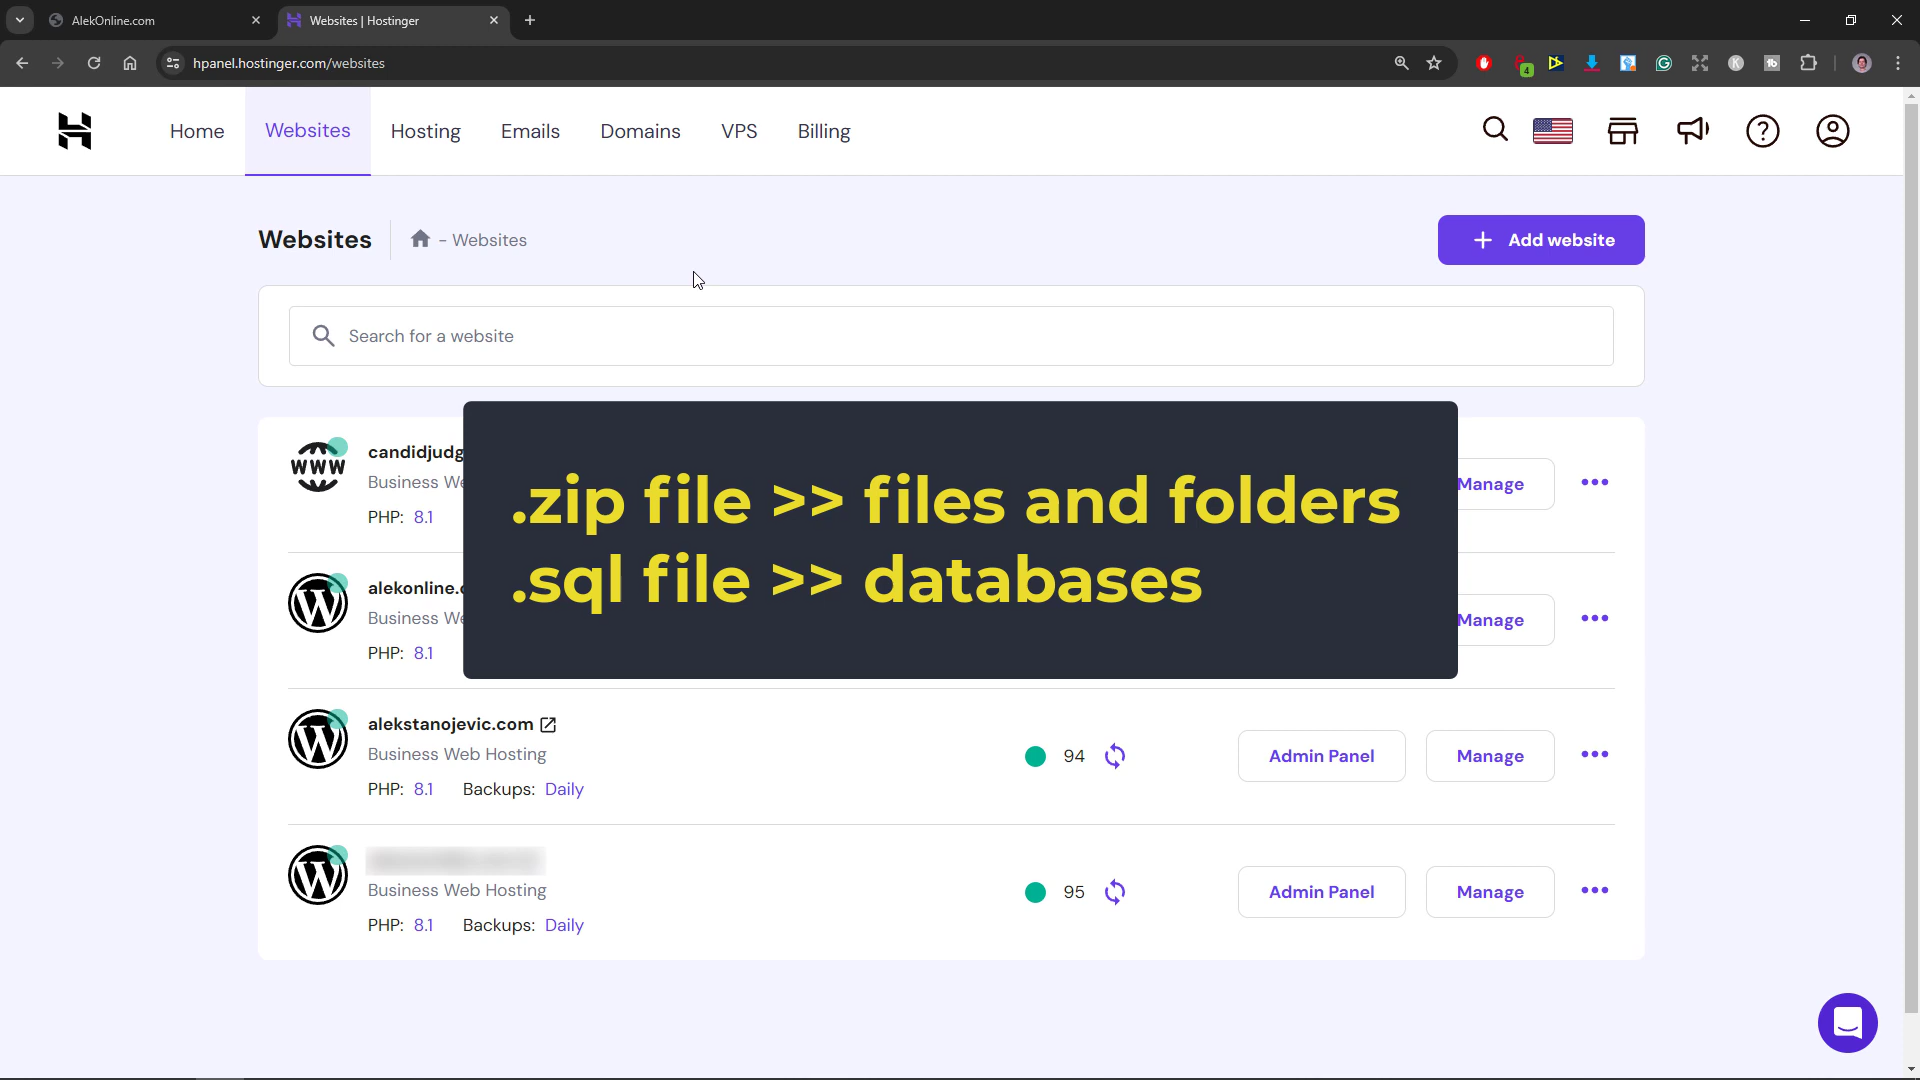 AlekOnline.com
Websites | Hostinger
hpanel.hostinger.com/websites
4
Home
Websites
Hosting
Emails
Domains
VPS
Billing
Websites
- Websites
+ Add website
Search for a website
WWW
candidjudg
Business We
PHP: 8.1
Manage
.zip file >> files and folders
.sql file >> databases
alekonline.c
Business We
PHP: 8.1
Manage
alekstanojevic.com
Business Web Hosting
PHP: 8.1 Backups: Daily
94
Admin Panel
Manage
Business Web Hosting
PHP: 8.1 Backups: Daily
95
Admin Panel
Manage